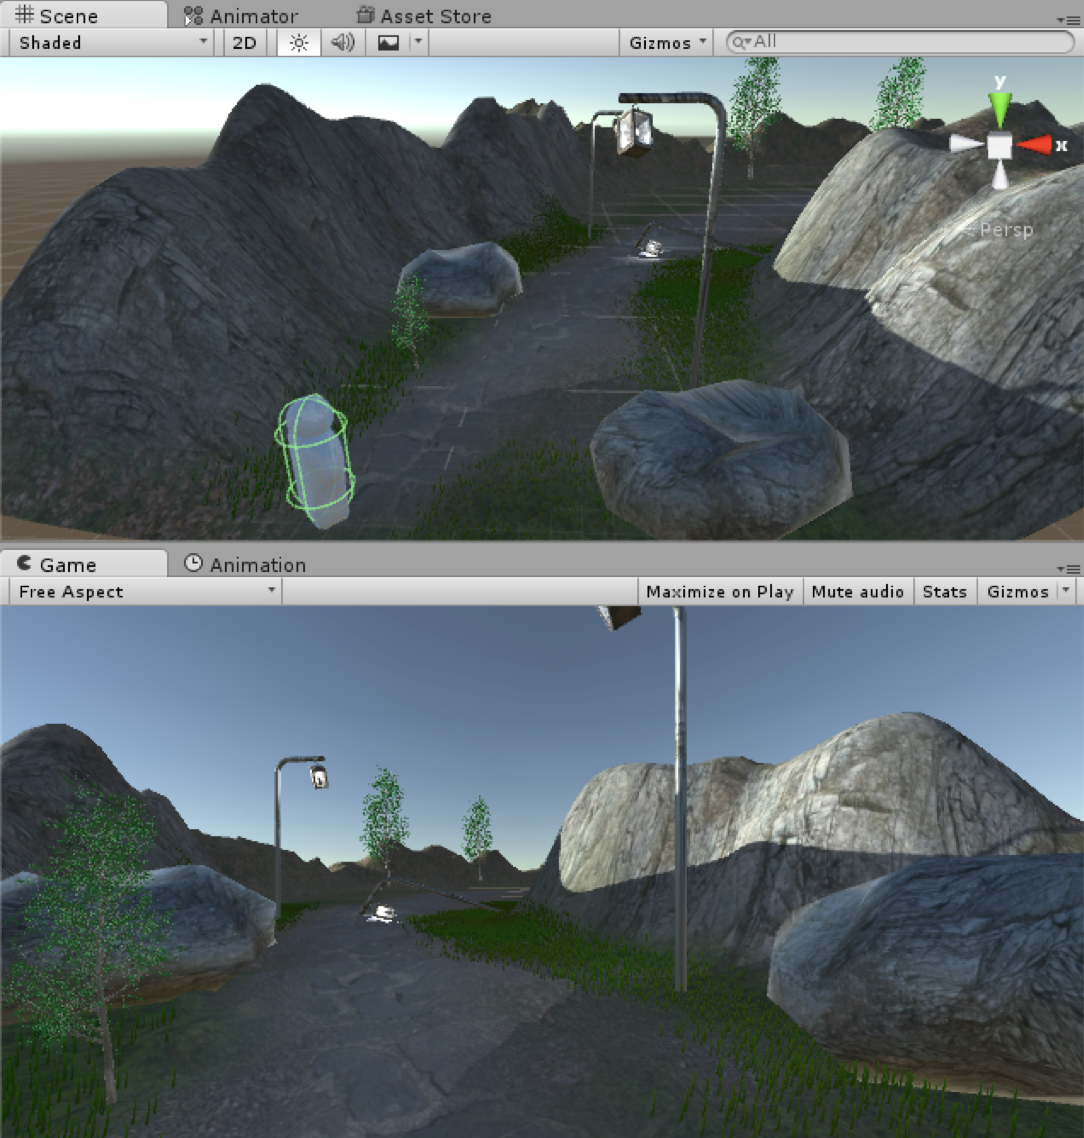 Scene Animator Asset Store
Shaded 2D Gizmos All
y
x
Persp
Game Animation
Free Aspect Maximize on Play Mute audio Stats Gizmos